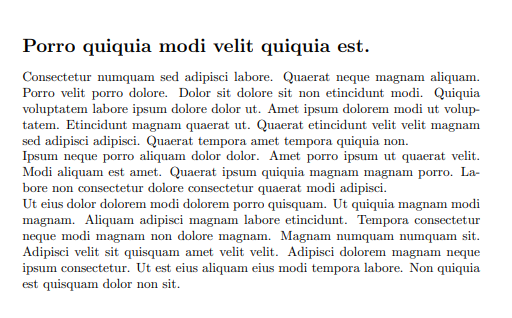 Porro quiquia modi velit quiquia est.
Consectetur numquam sed adipisci labore. Quaerat neque magnam aliquam.
Porro velit porro dolore. Dolor sit dolore sit non etincidunt modi. Quiquia
voluptatem labore ipsum dolore dolor ut. Amet ipsum dolorem modi ut volup-
tatem. Etincidunt magnam quaerat ut. Quaerat etincidunt velit velit magnam
sed adipisci adipisci. Quaerat tempora amet tempora quiquia non.
Ipsum neque porro aliquam dolor dolor. Amet porro ipsum ut quaerat velit.
Modi aliquam est amet. Quaerat ipsum quiquia magnam magnam porro. La-
bore non consectetur dolore consectetur quaerat modi adipisci.
Ut eius dolor dolorem modi dolorem porro quisquam. Ut quiquia magnam modi
magnam. Aliquam adipisci magnam labore etincidunt. Tempora consectetur
neque modi magnam non dolore magnam. Magnam numquam numquam sit.
Adipisci velit sit quisquam amet velit velit. Adipisci dolorem magnam neque
ipsum consectetur. Ut est eius aliquam eius modi tempora labore. Non quiquia
est quisquam dolor non sit.